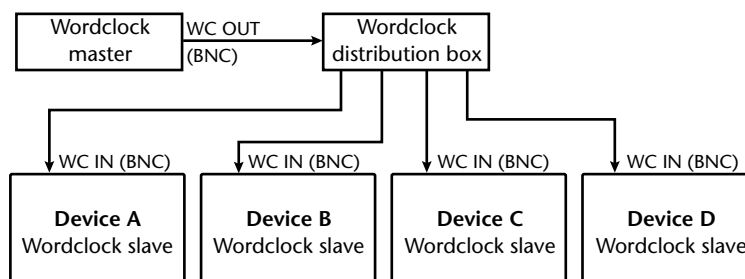 Wordclock
master
WC OUT
(BNC)
Wordclock
distribution box
WC IN (BNC)
WC IN (BNC)
WC IN (BNC)
WC IN (BNC)
Device A
Wordclock slave
Device B
Wordclock slave
Device C
Wordclock slave
Device D
Wordclock slave